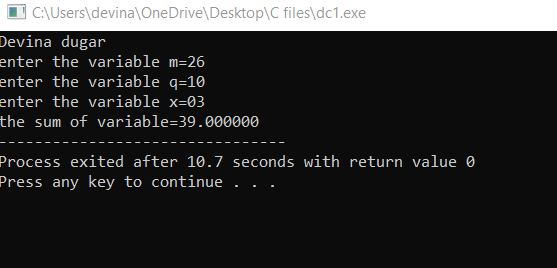 C:\Users\devina\OneDrive\Desktop\C files\dc1.exe
Devina dugar
enter the variable m=26
enter the variable q=10
enter the variable x=03
the sum of variable=39.000000
--------------------------------
Process exited after 10.7 seconds with return value 0
Press any key to continue . . .